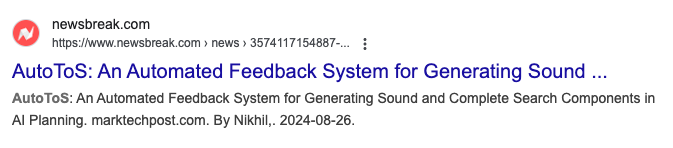 newsbreak.com
https://www.newsbreak.com › news › 3574117154887-...
AutoToS: An Automated Feedback System for Generating Sound ...
AutoToS: An Automated Feedback System for Generating Sound and Complete Search Components in
AI Planning. marktechpost.com. By Nikhil,. 2024-08-26.